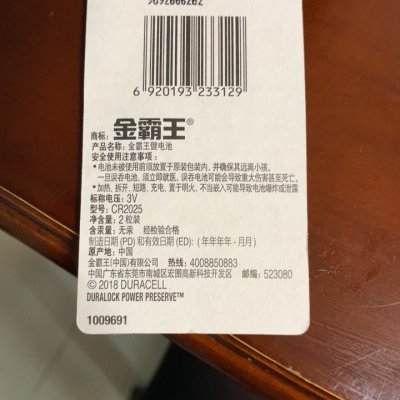 6 920193 233129
商标: 金霸王®
产品名称: 金霸王锂电池
安全使用注意事项:
*电池未被使用前须放置于原装包装内, 并确保其远离小孩。
一旦误吞电池, 须立即就医。误吞电池可能会导致重大伤害甚至死亡。
*加热, 拆开, 短路, 充电, 置于明火, 不当嵌入可能导致电池爆炸或泄露
标称电压: 3V
型号: CR2025
净含量: 2 粒装
含汞量: 无汞 经检验合格
制造日期 (PD) 和有效日期 (ED): ( 年年年年 - 月月 )
原产地: 中国
金霸王(中国)有限公司 热线: 4008850883
中国广东省东莞市南城区宏图高新科技开发区 邮编: 523080
© 2018 DURACELL
DURALOCK POWER PRESERVE™
1009691